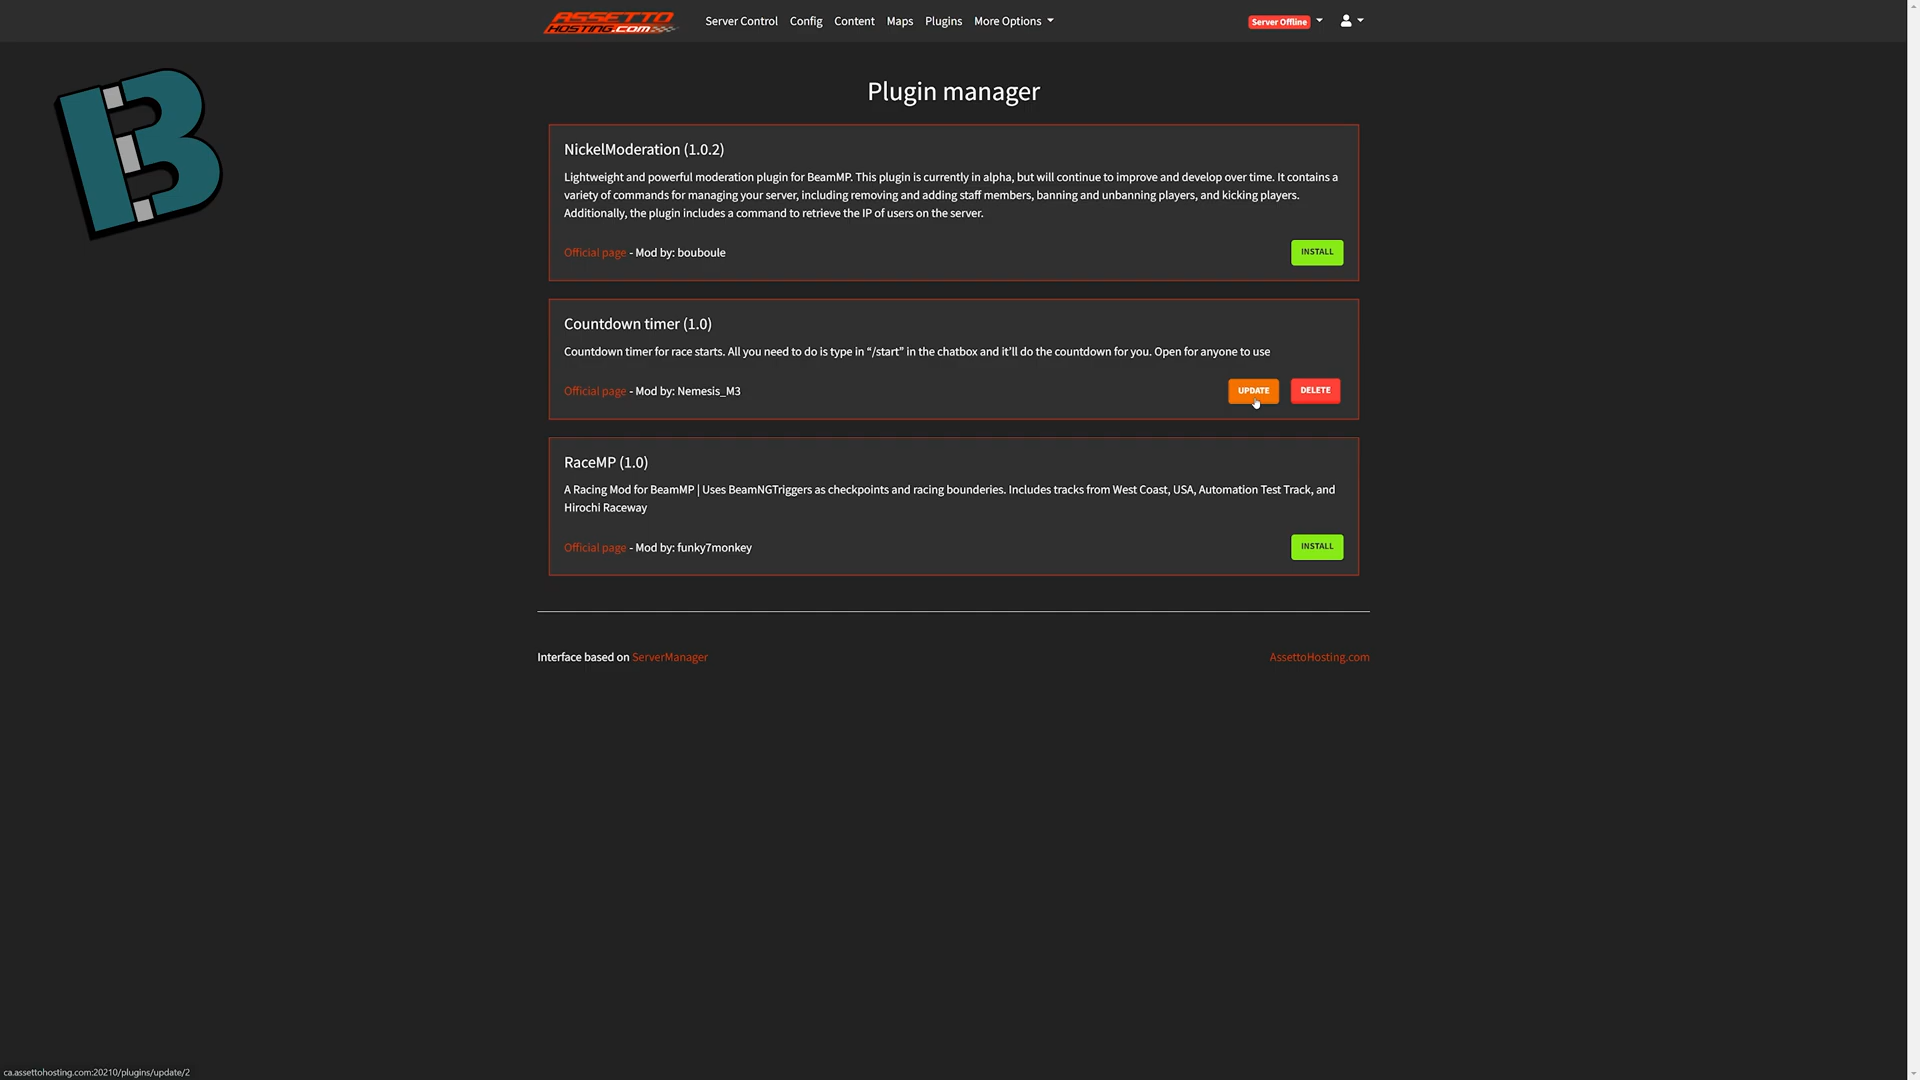 ASSETTO
HOSTING.COM
Server Control
Config
Content
Maps
Plugins
More Options
Server Offline
B
Plugin manager
NickelModeration (1.0.2)
Lightweight and powerful moderation plugin for BeamMP. This plugin is currently in alpha, but will continue to improve and develop over time. It contains a
variety of commands for managing your server, including removing and adding staff members, banning and unbanning players, and kicking players.
Additionally, the plugin includes a command to retrieve the IP of users on the server.
Official page - Mod by: bouboule
INSTALL
Countdown timer (1.0)
Countdown timer for race starts. All you need to do is type in “/start” in the chatbox and it’ll do the countdown for you. Open for anyone to use
Official page - Mod by: Nemesis_M3
UPDATE
DELETE
RaceMP (1.0)
A Racing Mod for BeamMP | Uses BeamNGTriggers as checkpoints and racing bounderies. Includes tracks from West Coast, USA, Automation Test Track, and
Hirochi Raceway
Official page - Mod by: funky7monkey
INSTALL
Interface based on ServerManager
AssettoHosting.com
ca.assettohosting.com:20210/plugins/update/2